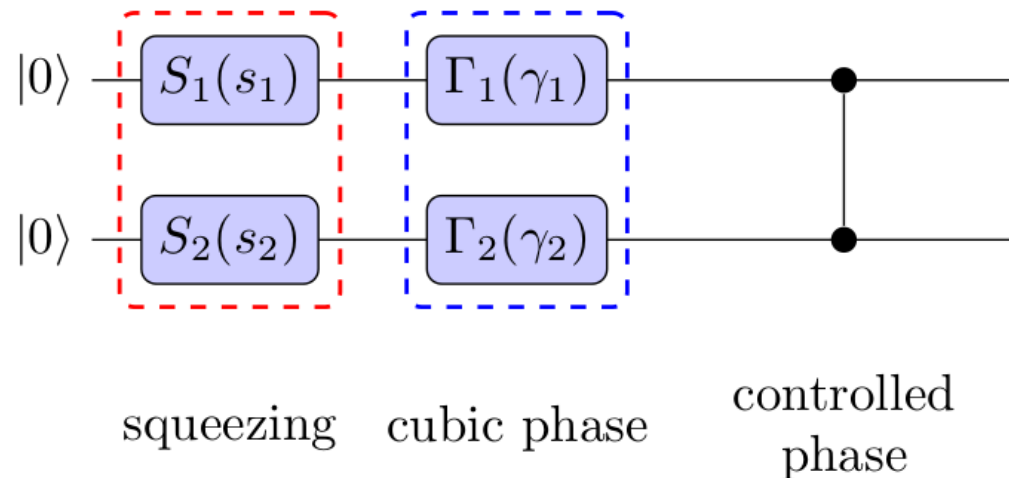 |0⟩ S₁(s₁) Γ₁(γ₁)
|0⟩ S₂(s₂) Γ₂(γ₂)
squeezing cubic phase controlled
phase